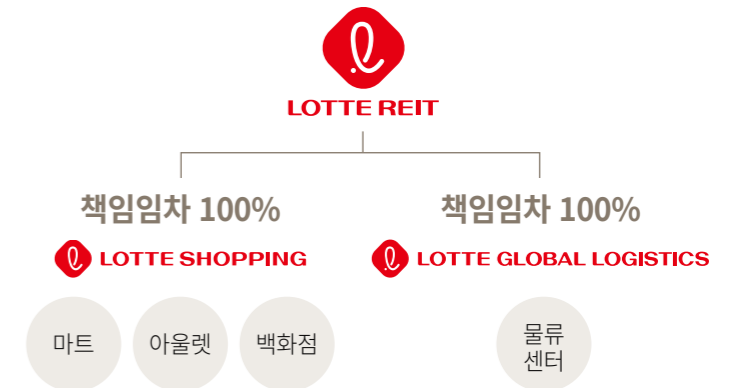 LOTTE REIT
책임임차 100%
책임임차 100%
LOTTE SHOPPING
LOTTE GLOBAL LOGISTICS
마트
아울렛
백화점
물류
센터